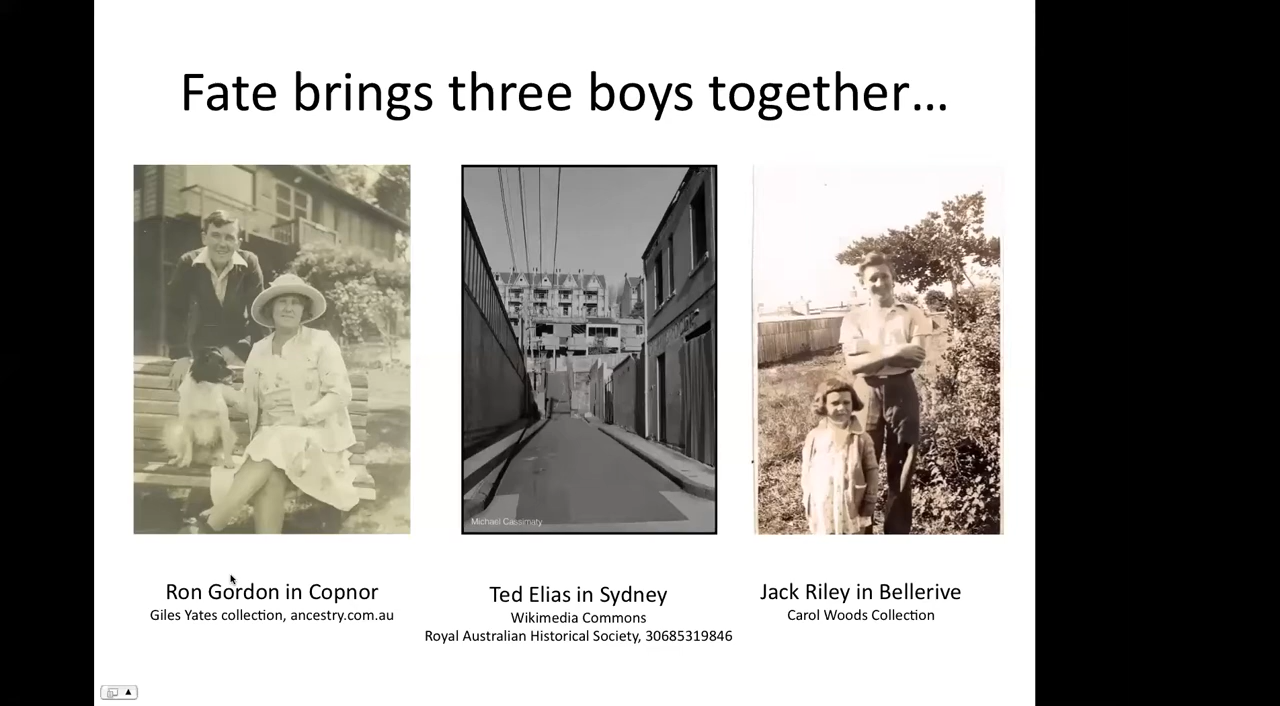 Fate brings three boys together...
Michael Cassimaty
Ron Gordon in Copnor
Giles Yates collection, ancestry.com.au
Ted Elias in Sydney
Wikimedia Commons
Royal Australian Historical Society, 30685319846
Jack Riley in Bellerive
Carol Woods Collection